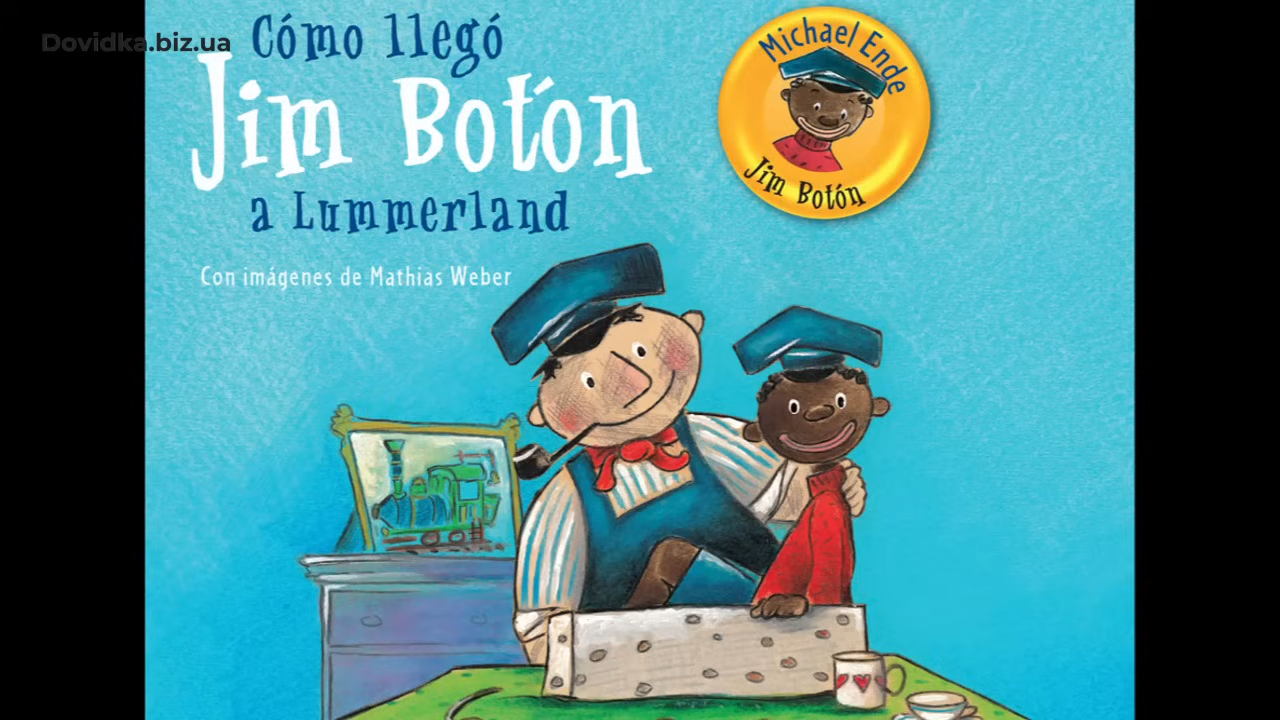 Dovidka.biz.ua
Cómo llegó
Jim Botón
a Lummerland
Con imágenes de Mathias Weber
Michael Ende
Jim Botón